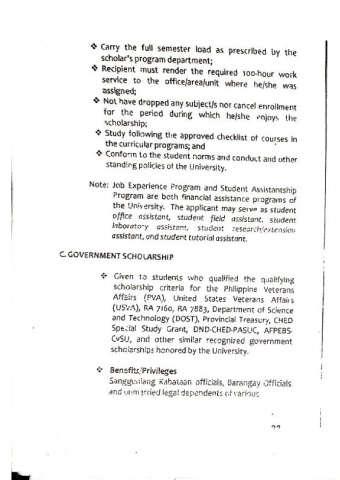 ❖ Carry the full semester load as prescribed by the
scholar's program department;
❖ Recipient must render the required 100-hour work
service to the office/area/unit where he/she was
assigned;
❖ Not have dropped any subject/s nor cancel enrollment
for the period during which he/she enjoys the
scholarship;
❖ Study following the approved checklist of courses in
the curricular programs; and
❖ Conform to the student norms and conduct and other
standing policies of the University.
Note: Job Experience Program and Student Assistantship
Program are both financial assistance programs of
the University. The applicant may serve as student
office assistant, student field assistant, student
laboratory assistant, student research/extension
assistant, and student tutorial assistant.
C. GOVERNMENT SCHOLARSHIP
❖ Given to students who qualified the qualifying
scholarship criteria for the Philippine Veterans
Affairs (PVA), United States Veterans Affairs
(USVA), RA 7160, RA 7883, Department of Science
and Technology (DOST), Provincial Treasury, CHED
Special Study Grant, DND-CHED-PASUC, AFPEBS-
CvSU, and other similar recognized government
scholarships honored by the University.
❖ Benefits/Privileges
Sangguniang Kabataan officials, Barangay Officials
and unmarried legal dependents of various